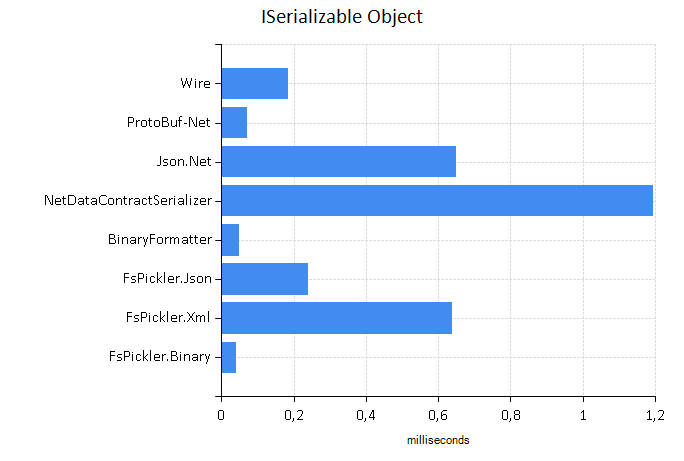 ISerializable Object
Wire
ProtoBuf-Net
Json.Net
NetDataContractSerializer
BinaryFormatter
FsPickler.Json
FsPickler.Xml
FsPickler.Binary
0 0,2 0,4 0,6 0,8 1 1,2
milliseconds